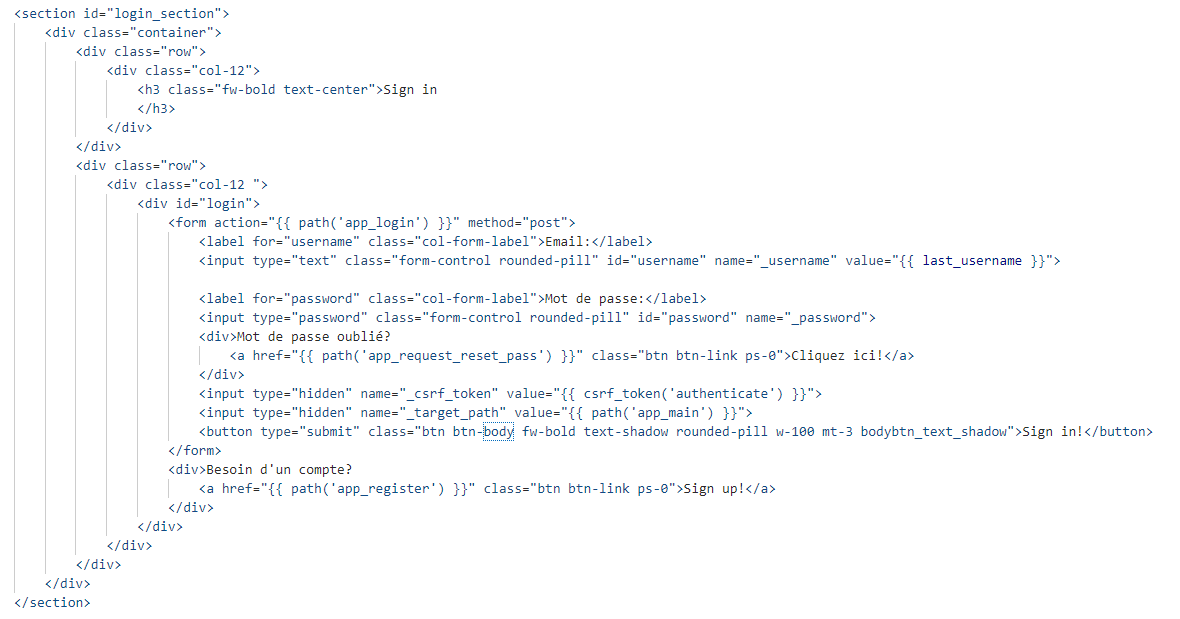 <section id="login_section">
<div class="container">
<div class="row">
<div class="col-12">
<h3 class="fw-bold text-center">Sign in
</h3>
</div>
</div>
<div class="row">
<div class="col-12 ">
<div id="login">
<form action="{{ path('app_login') }}" method="post">
<label for="username" class="col-form-label">Email:</label>
<input type="text" class="form-control rounded-pill" id="username" name="_username" value="{{ last_username }}">
<label for="password" class="col-form-label">Mot de passe:</label>
<input type="password" class="form-control rounded-pill" id="password" name="_password">
<div>Mot de passe oublié?
<a href="{{ path('app_request_reset_pass') }}" class="btn btn-link ps-0">Cliquez ici!</a>
</div>
<input type="hidden" name="_csrf_token" value="{{ csrf_token('authenticate') }}">
<input type="hidden" name="_target_path" value="{{ path('app_main') }}">
<button type="submit" class="btn btn-body fw-bold text-shadow rounded-pill w-100 mt-3 bodybtn_text_shadow">Sign in!</button>
</form>
<div>Besoin d'un compte?
<a href="{{ path('app_register') }}" class="btn btn-link ps-0">Sign up!</a>
</div>
</div>
</div>
</div>
</div>
</section>